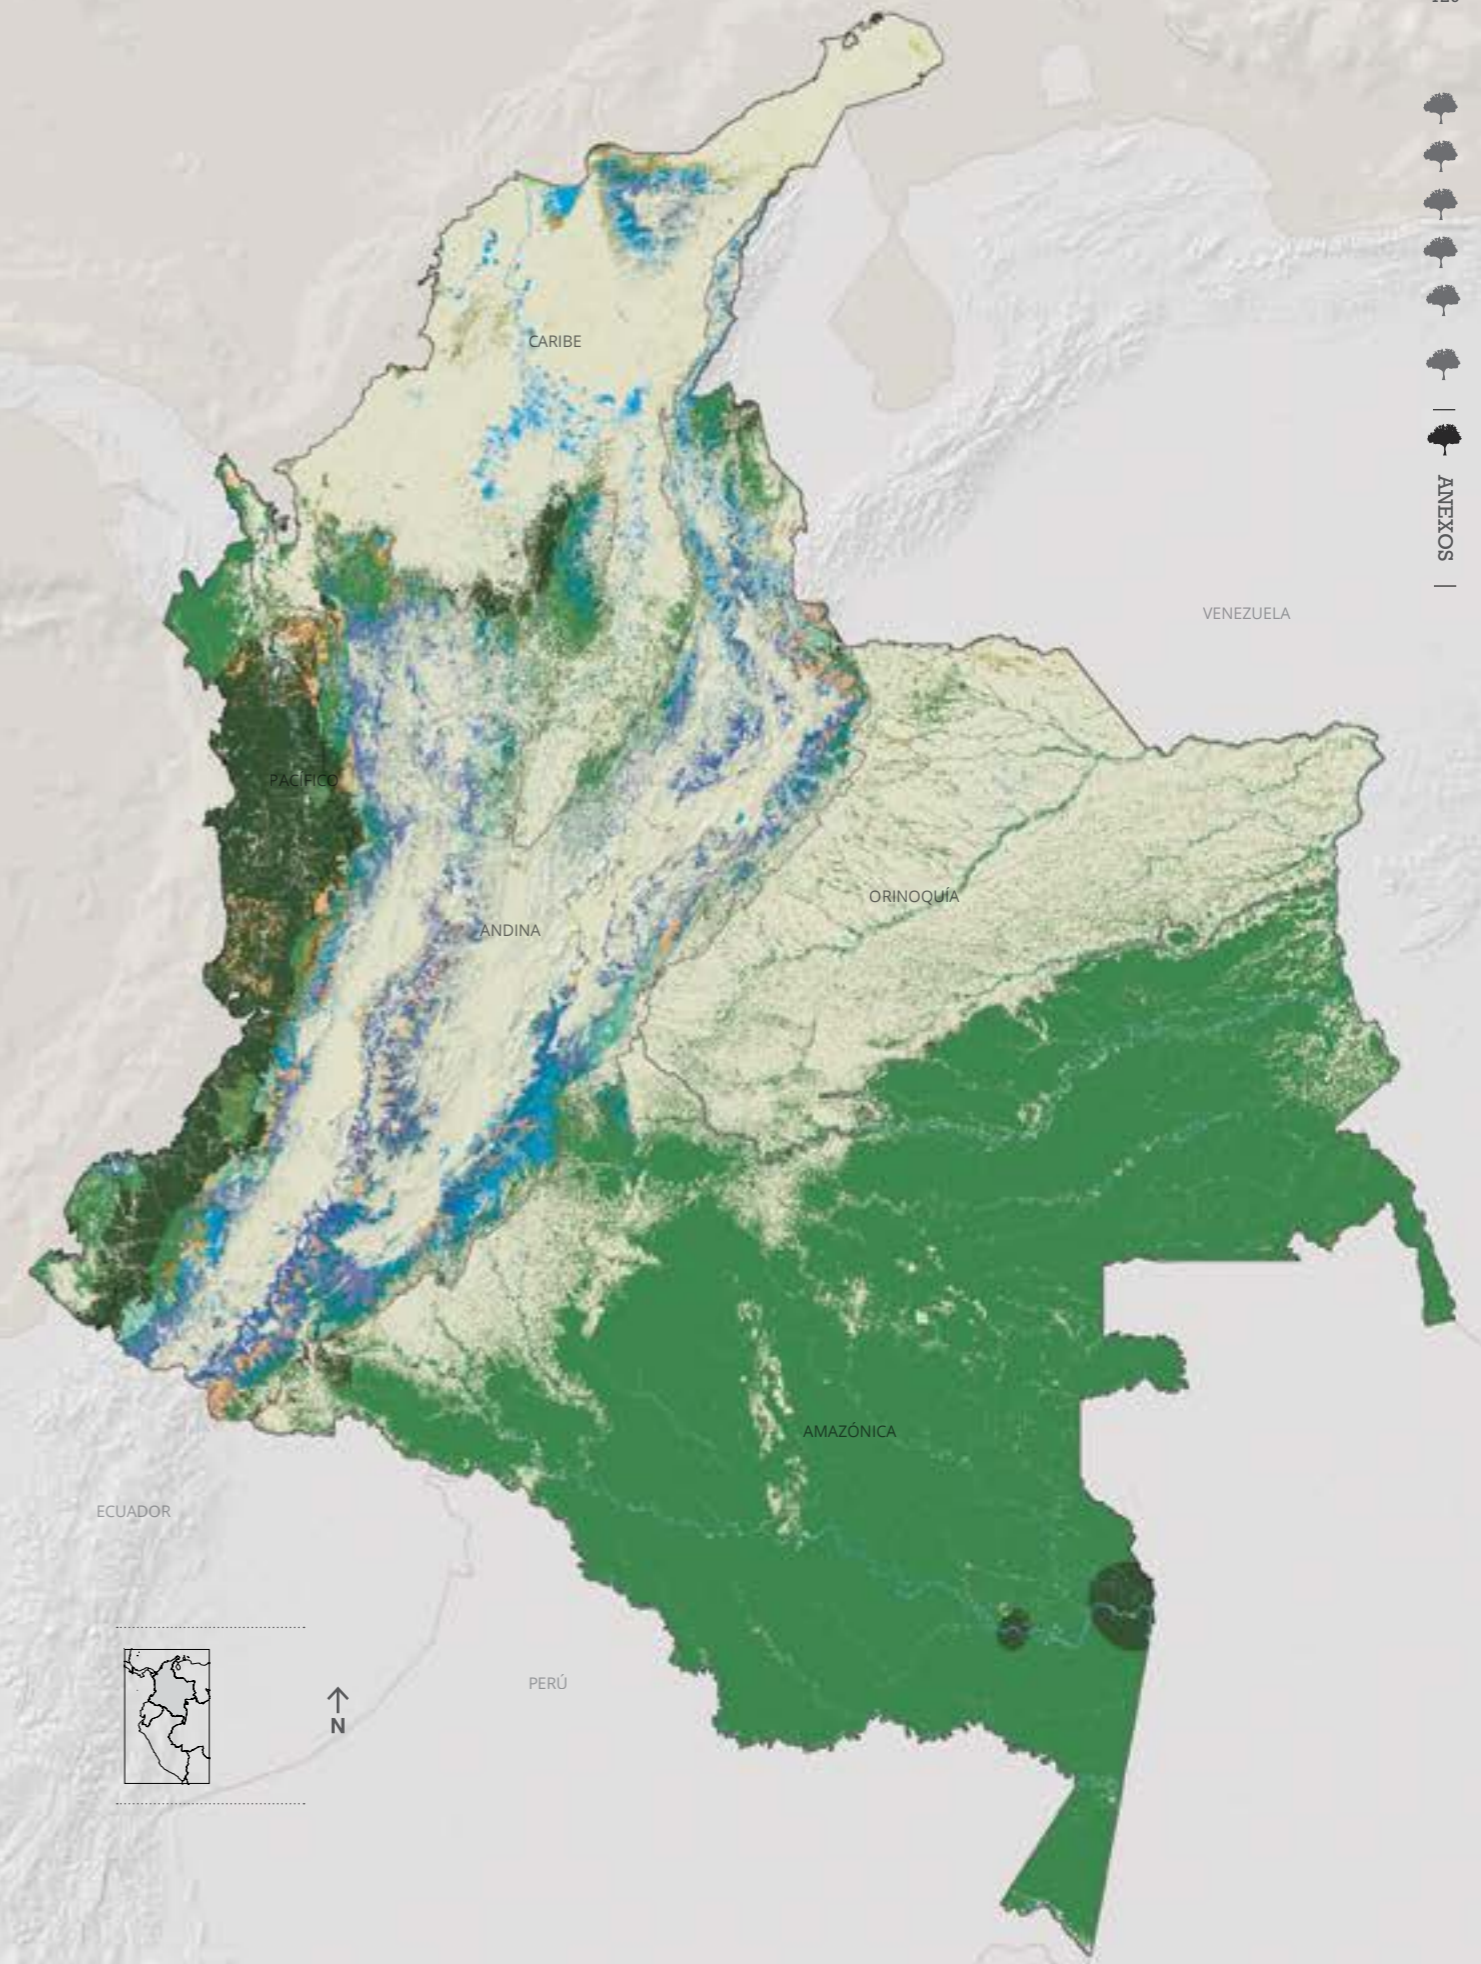 ANEXOS
CARIBE
VENEZUELA
PACÍFICO
ORINOQUÍA
ANDINA
AMAZÓNICA
ECUADOR
PERÚ
N